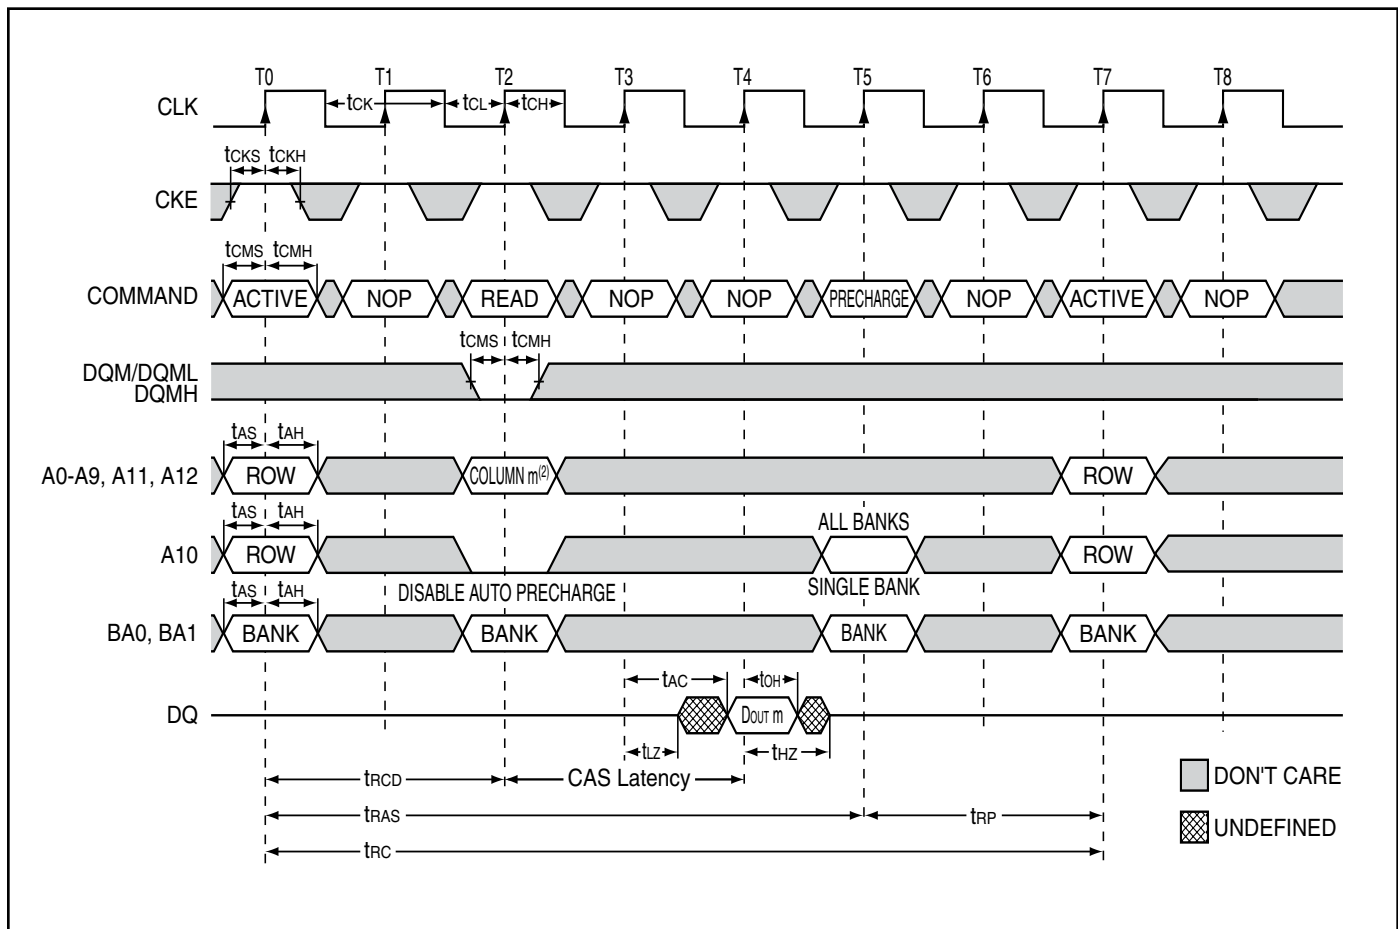 T0 T1 T2 T3 T4 T5 T6 T7 T8
CLK tCK tCL tCH
tCKS tCKH
CKE
tCMS tCMH
COMMAND ACTIVE NOP READ NOP NOP PRECHARGE NOP ACTIVE NOP
tCMS tCMH
DQM/DQML
DQMH
tAS tAH
A0-A9, A11, A12 ROW COLUMN m(2) ROW
tAS tAH ALL BANKS
A10 ROW ROW
tAS tAH DISABLE AUTO PRECHARGE SINGLE BANK
BA0, BA1 BANK BANK BANK BANK
tAC tOH
DQ DOUT m
tLZ tHZ
tRCD CAS Latency DON'T CARE
tRAS tRP
UNDEFINED
tRC